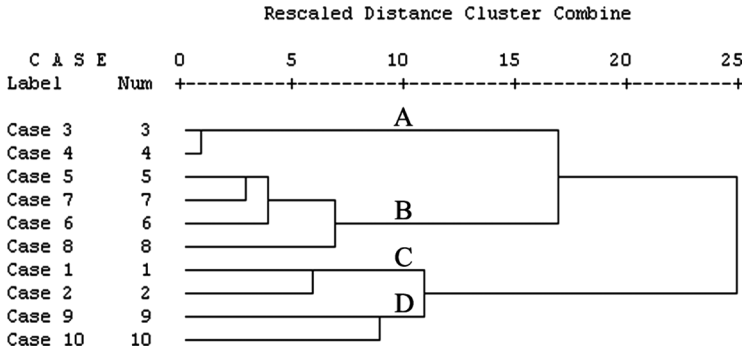 Rescaled Distance Cluster Combine
C A S E 0 5 10 15 20 25
Label Num +---------+---------+---------+---------+---------+
A
Case 3 3
Case 4 4
Case 5 5
Case 7 7
B
Case 6 6
Case 8 8
C
Case 1 1
Case 2 2
D
Case 9 9
Case 10 10